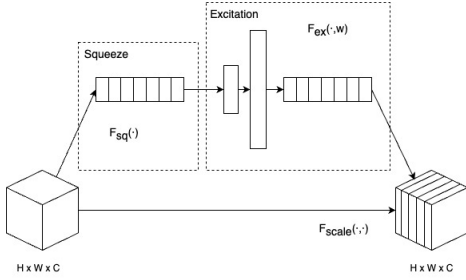 Excitation
F_ex(·,w)
Squeeze
F_sq(·)
F_scale(·,·)
H x W x C
H x W x C